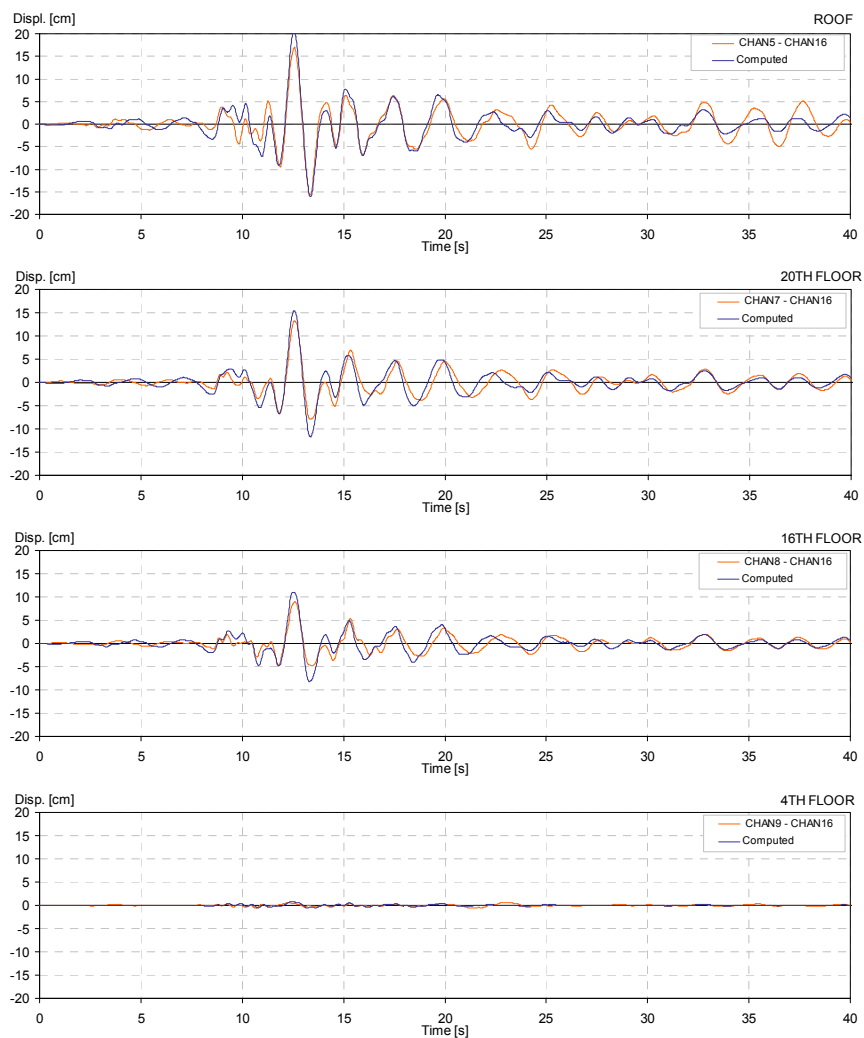 Displ. [cm]
ROOF
CHAN5 - CHAN16
Computed
20
15
10
5
0
-5
-10
-15
-20
0 5 10 15 20 25 30 35 40
Time [s]
Disp. [cm]
20TH FLOOR
CHAN7 - CHAN16
Computed
20
15
10
5
0
-5
-10
-15
-20
0 5 10 15 20 25 30 35 40
Time [s]
Disp. [cm]
16TH FLOOR
CHAN8 - CHAN16
Computed
20
15
10
5
0
-5
-10
-15
-20
0 5 10 15 20 25 30 35 40
Time [s]
Disp. [cm]
4TH FLOOR
CHAN9 - CHAN16
Computed
20
15
10
5
0
-5
-10
-15
-20
0 5 10 15 20 25 30 35 40
Time [s]